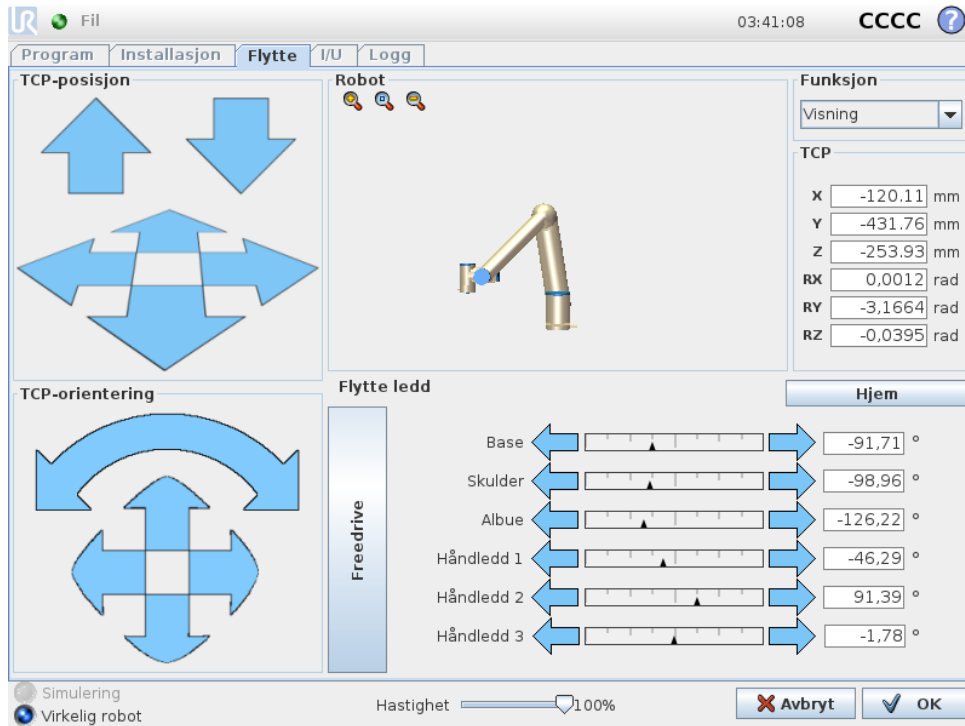 UR Fil 03:41:08 CCCC ?
Program Installasjon Flytte I/U Logg
TCP-posisjon
Robot
Funksjon
Visning
TCP
X -120.11 mm
Y -431.76 mm
Z -253.93 mm
RX 0,0012 rad
RY -3,1664 rad
RZ -0,0395 rad
TCP-orientering
Flytte ledd
Hjem
Freedrive
Base -91,71 °
Skulder -98,96 °
Albue -126,22 °
Håndledd 1 -46,29 °
Håndledd 2 91,39 °
Håndledd 3 -1,78 °
Simulering
Virkelig robot
Hastighet 100%
Avbryt
OK